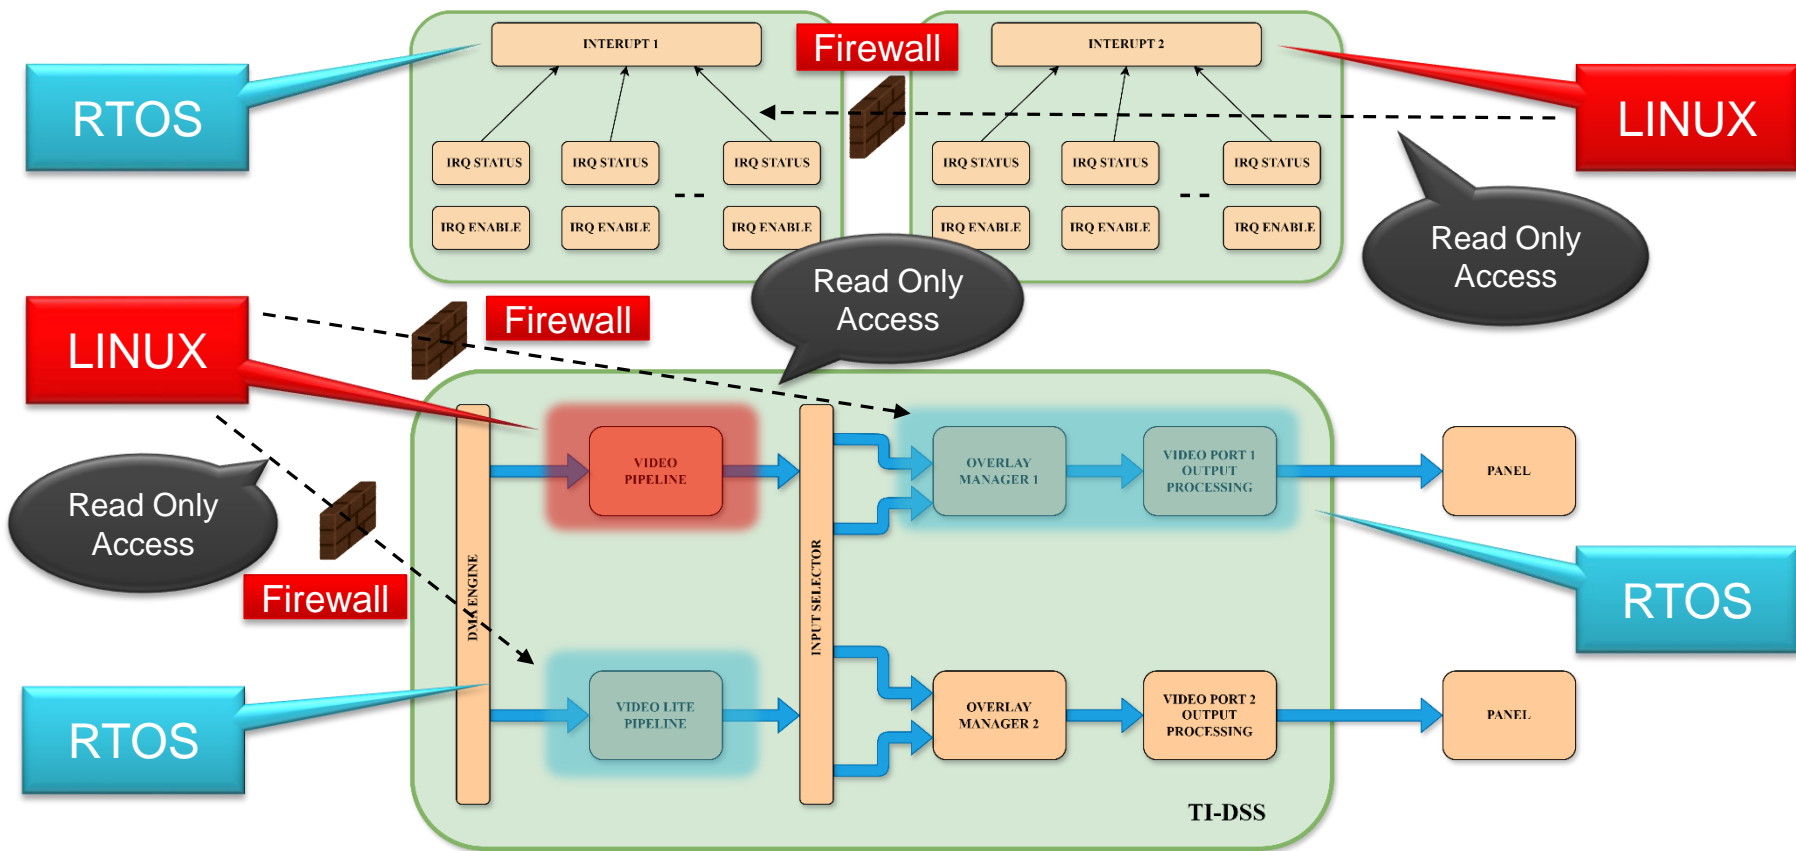 INTERUPT 1
Firewall
INTERUPT 2
RTOS
LINUX
IRQ STATUS
IRQ STATUS
IRQ STATUS
IRQ STATUS
IRQ STATUS
IRQ STATUS
IRQ ENABLE
IRQ ENABLE
IRQ ENABLE
IRQ ENABLE
IRQ ENABLE
IRQ ENABLE
Read Only
Access
Read Only
Access
LINUX
Firewall
Read Only
Access
Firewall
DMA ENGINE
VIDEO
PIPELINE
INPUT SELECTOR
OVERLAY
MANAGER 1
VIDEO PORT 1
OUTPUT
PROCESSING
PANEL
RTOS
RTOS
VIDEO LITE
PIPELINE
OVERLAY
MANAGER 2
VIDEO PORT 2
OUTPUT
PROCESSING
PANEL
TI-DSS